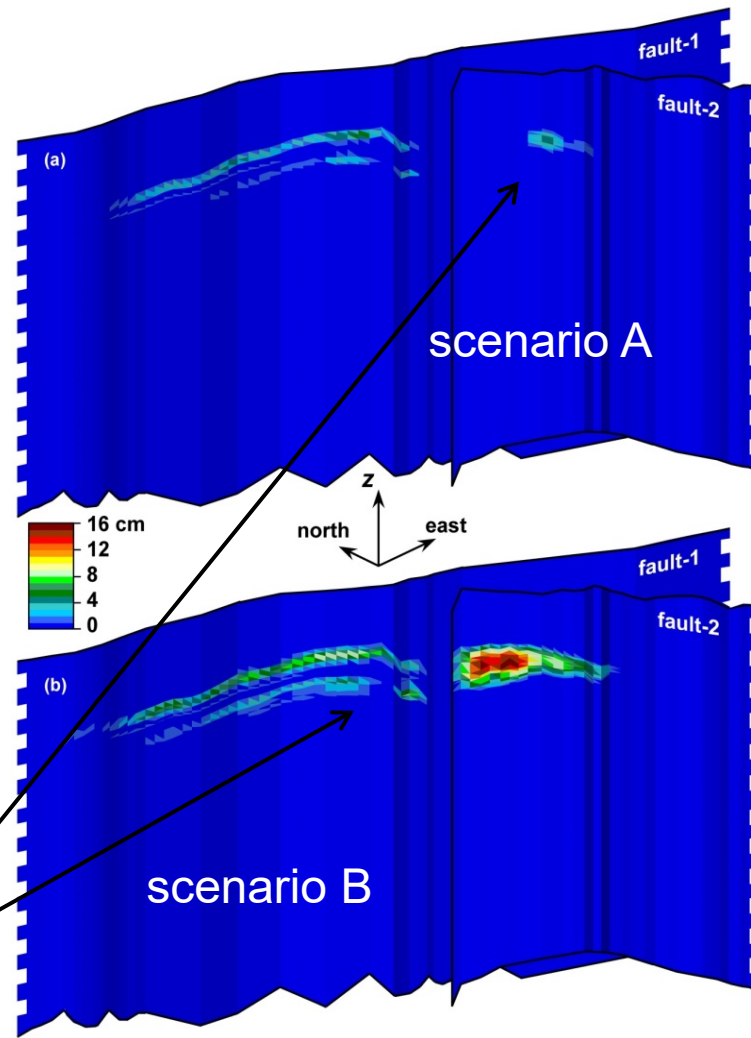 fault-1
fault-2
(a)
scenario A
16 cm
12
8
4
0
z
north
east
fault-1
fault-2
(b)
scenario B